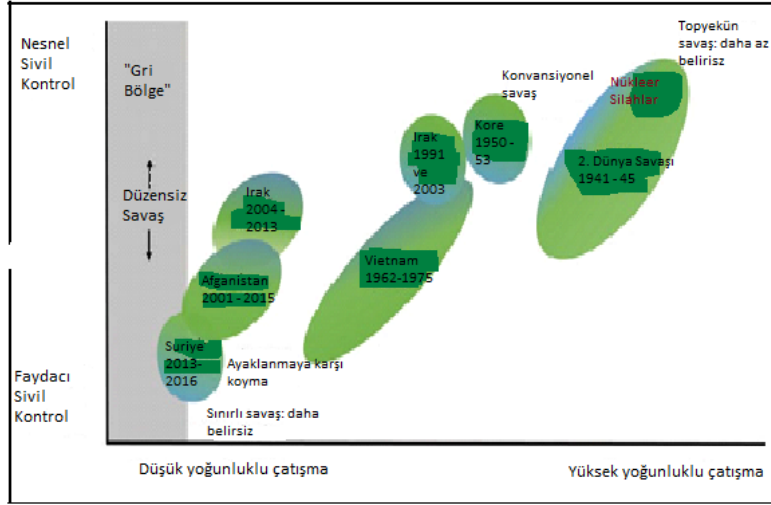 Nesnel
Sivil
Kontrol
"Gri
Bölge"
Düzensiz
Savaş
Faydacı
Sivil
Kontrol
Topyekün
savaş: daha az
belirisz
Nükleer
Silahlar
Konvansiyonel
savaş
Kore
1950 -
53
Irak
1991
ve
2003
2. Dünya Savaşı
1941 - 45
Irak
2004 -
2013
Vietnam
1962-1975
Afganistan
2001 - 2015
Suriye
2013-
2016
Ayaklanmaya karşı
koyma
Sınırlı savaş: daha
belirsiz
Düşük yoğunluklu çatışma
Yüksek yoğunluklu çatışma